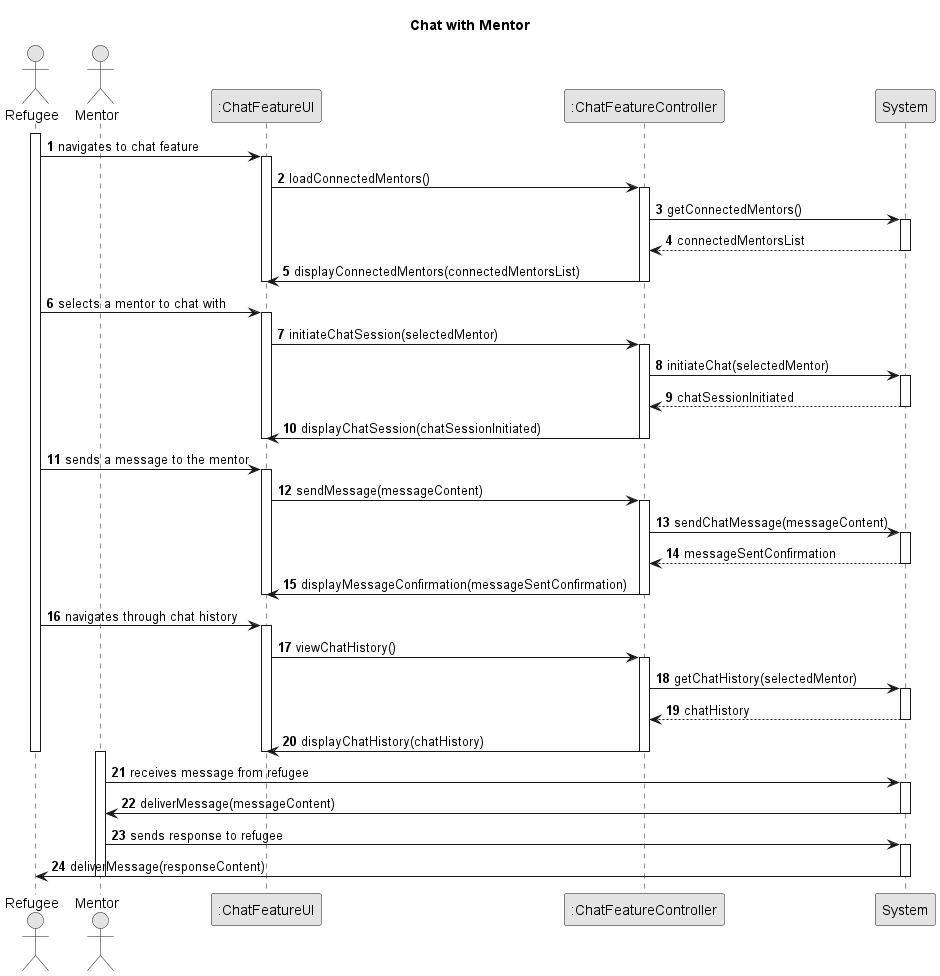 Chat with Mentor
Refugee
Mentor
:ChatFeatureUI
:ChatFeatureController
System
1 navigates to chat feature
2 loadConnectedMentors()
3 getConnectedMentors()
4 connectedMentorsList
5 displayConnectedMentors(connectedMentorsList)
6 selects a mentor to chat with
7 initiateChatSession(selectedMentor)
8 initiateChat(selectedMentor)
9 chatSessionInitiated
10 displayChatSession(chatSessionInitiated)
11 sends a message to the mentor
12 sendMessage(messageContent)
13 sendChatMessage(messageContent)
14 messageSentConfirmation
15 displayMessageConfirmation(messageSentConfirmation)
16 navigates through chat history
17 viewChatHistory()
18 getChatHistory(selectedMentor)
19 chatHistory
20 displayChatHistory(chatHistory)
21 receives message from refugee
22 deliverMessage(messageContent)
23 sends response to refugee
24 deliverMessage(responseContent)
Refugee
Mentor
:ChatFeatureUI
:ChatFeatureController
System